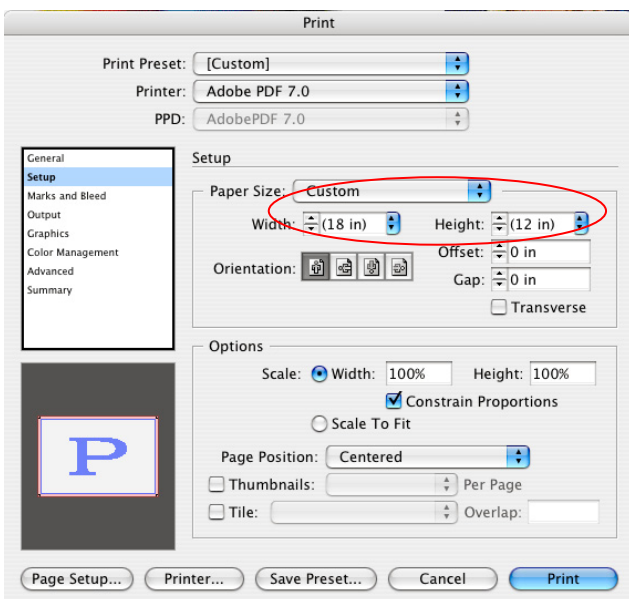 Print
Print Preset: [Custom]
Printer: Adobe PDF 7.0
PPD: AdobePDF 7.0
General
Setup
Marks and Bleed
Output
Graphics
Color Management
Advanced
Summary
Setup
Paper Size: Custom
Width: (18 in) Height: (12 in)
Orientation: Offset: 0 in
Gap: 0 in
Transverse
Options
Scale: Width: 100% Height: 100%
Constrain Proportions
Scale To Fit
Page Position: Centered
Thumbnails: Per Page
Tile: Overlap:
P
Page Setup... Printer... Save Preset... Cancel Print